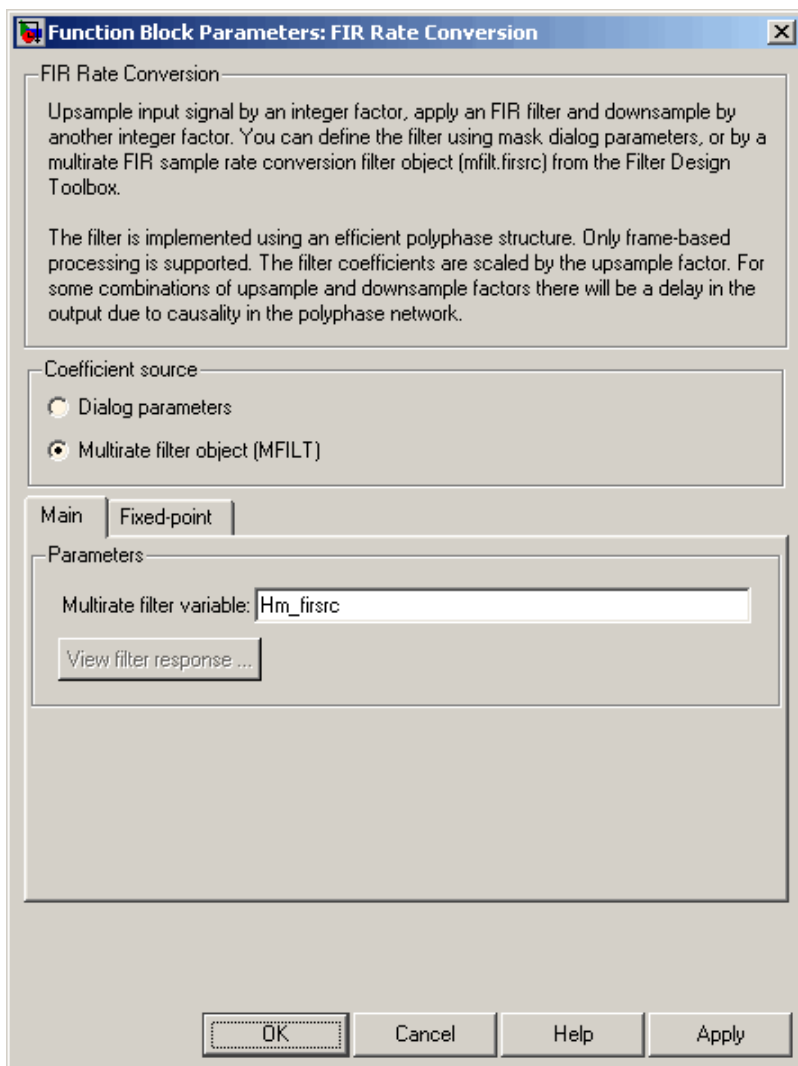 Function Block Parameters: FIR Rate Conversion
FIR Rate Conversion
Upsample input signal by an integer factor, apply an FIR filter and downsample by
another integer factor. You can define the filter using mask dialog parameters, or by a
multirate FIR sample rate conversion filter object (mfilt.firsrc) from the Filter Design
Toolbox.
The filter is implemented using an efficient polyphase structure. Only frame-based
processing is supported. The filter coefficients are scaled by the upsample factor. For
some combinations of upsample and downsample factors there will be a delay in the
output due to causality in the polyphase network.
Coefficient source
Dialog parameters
Multirate filter object (MFILT)
Main Fixed-point
Parameters
Multirate filter variable: Hm_firsrc
View filter response ...
OK Cancel Help Apply